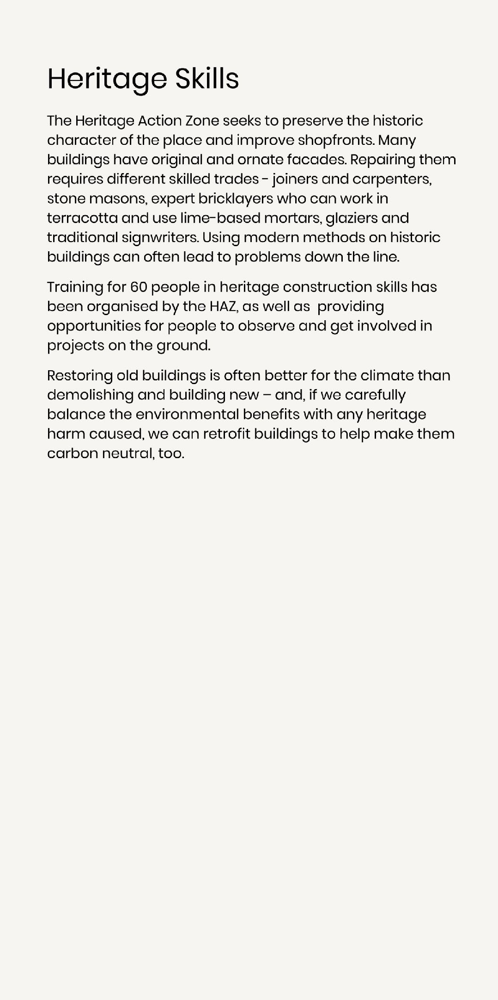 Heritage Skills
The Heritage Action Zone seeks to preserve the historic
character of the place and improve shopfronts. Many
buildings have original and ornate facades. Repairing them
requires different skilled trades - joiners and carpenters,
stone masons, expert bricklayers who can work in
terracotta and use lime-based mortars, glaziers and
traditional signwriters. Using modern methods on historic
buildings can often lead to problems down the line.
Training for 60 people in heritage construction skills has
been organised by the HAZ, as well as  providing
opportunities for people to observe and get involved in
projects on the ground.
Restoring old buildings is often better for the climate than
demolishing and building new – and, if we carefully
balance the environmental benefits with any heritage
harm caused, we can retrofit buildings to help make them
carbon neutral, too.